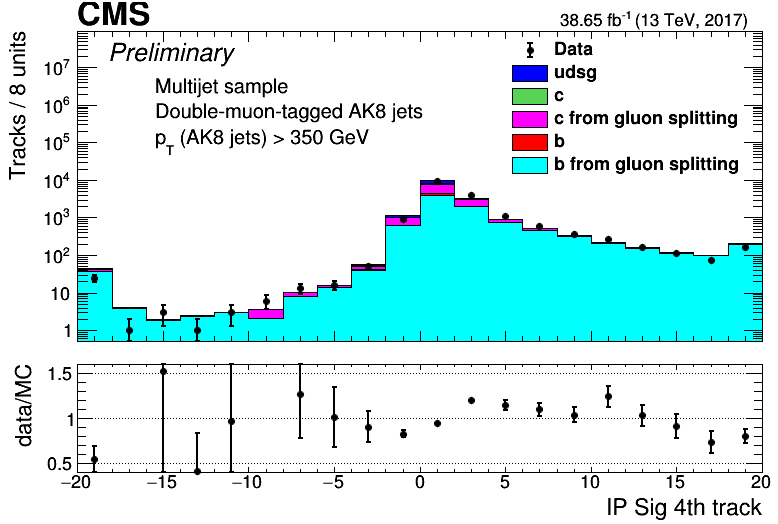 CMS
38.65 fb⁻¹ (13 TeV, 2017)
Preliminary
Multijet sample
Double-muon-tagged AK8 jets
p_T (AK8 jets) > 350 GeV
Data
udsg
c
c from gluon splitting
b
b from gluon splitting
Tracks / 8 units
10⁷
10⁶
10⁵
10⁴
10³
10²
10
1
data/MC
1.5
1
0.5
−20 −15 −10 −5 0 5 10 15 20
IP Sig 4th track